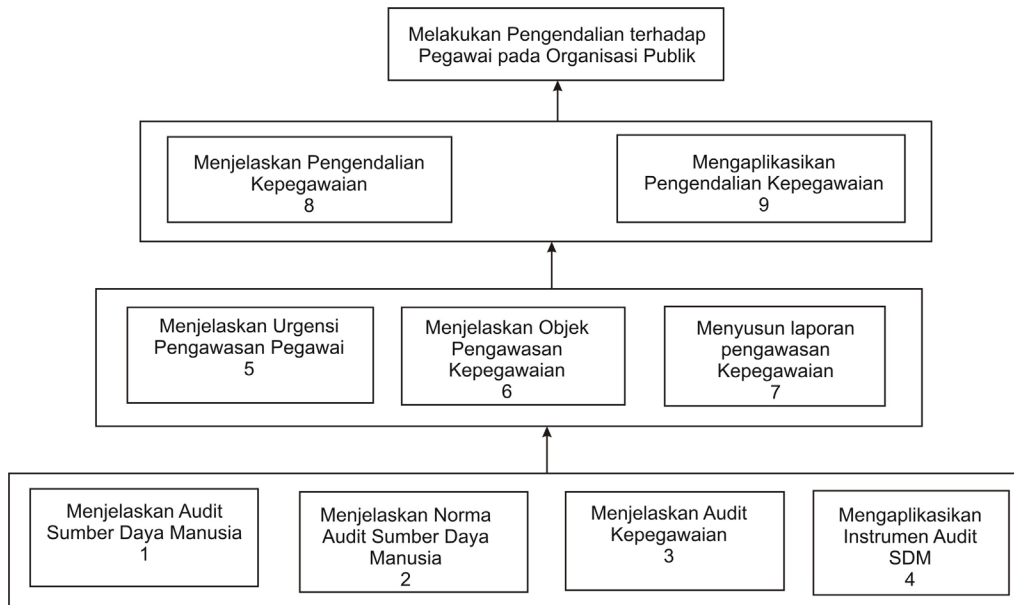 Melakukan Pengendalian terhadap
Pegawai pada Organisasi Publik
Menjelaskan Pengendalian
Kepegawaian
8
Mengaplikasikan
Pengendalian Kepegawaian
9
Menjelaskan Urgensi
Pengawasan Pegawai
5
Menjelaskan Objek
Pengawasan
Kepegawaian
6
Menyusun laporan
pengawasan
Kepegawaian
7
Menjelaskan Audit
Sumber Daya Manusia
1
Menjelaskan Norma
Audit Sumber Daya
Manusia
2
Menjelaskan Audit
Kepegawaian
3
Mengaplikasikan
Instrumen Audit
SDM
4